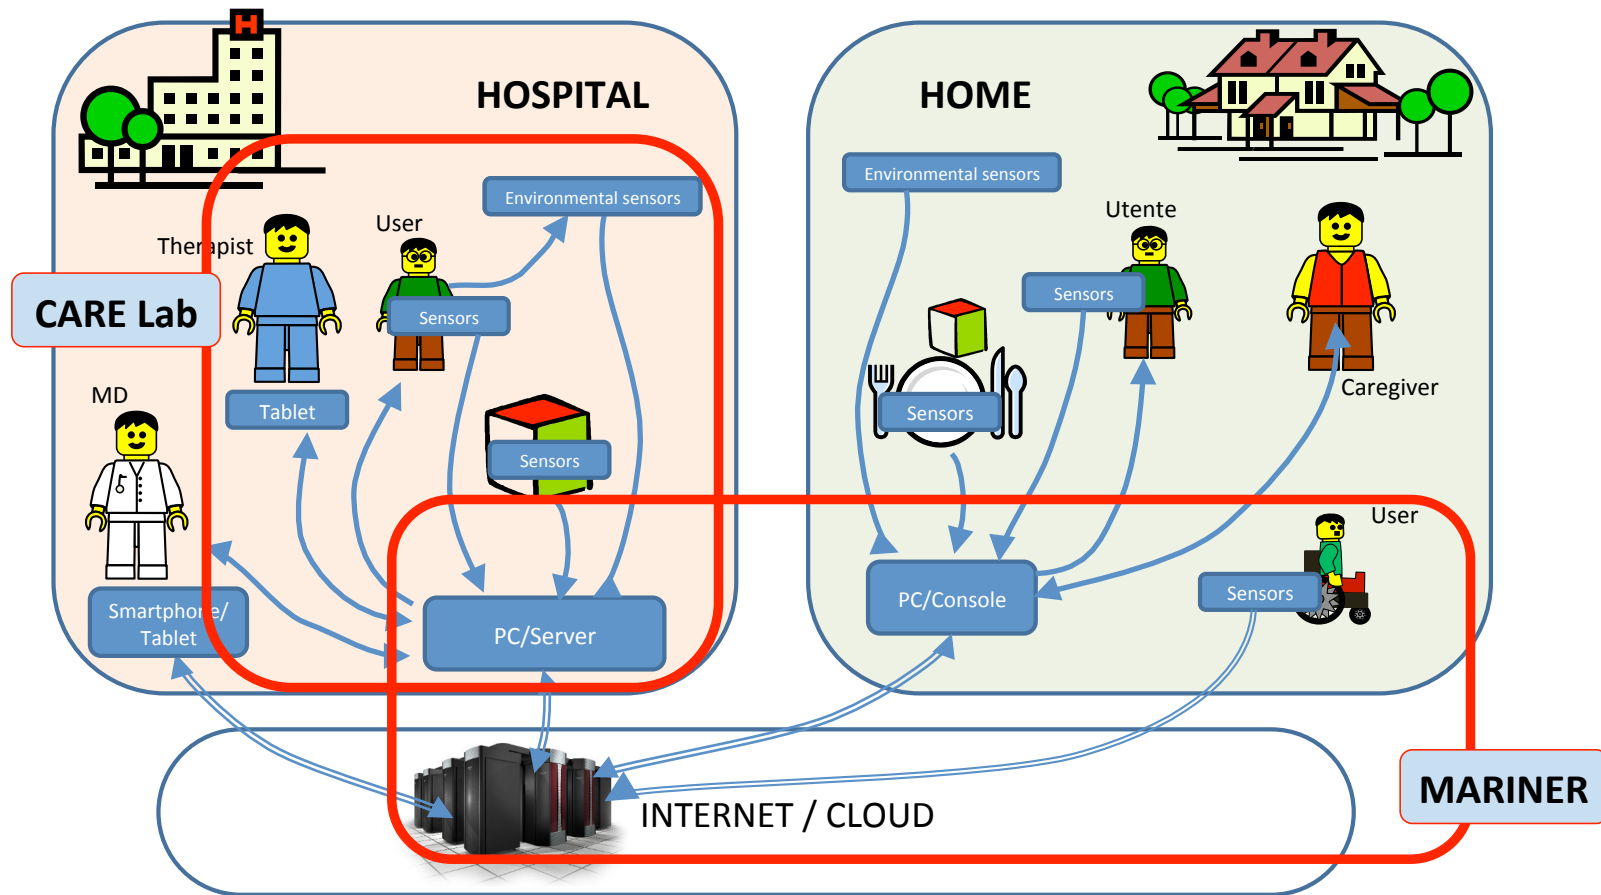 H
HOSPITAL
HOME
Environmental sensors
Environmental sensors
User
Therapist
Utente
CARE Lab
Sensors
Sensors
MD
Tablet
Sensors
Caregiver
Sensors
User
Smartphone/
Tablet
PC/Server
PC/Console
Sensors
INTERNET / CLOUD
MARINER